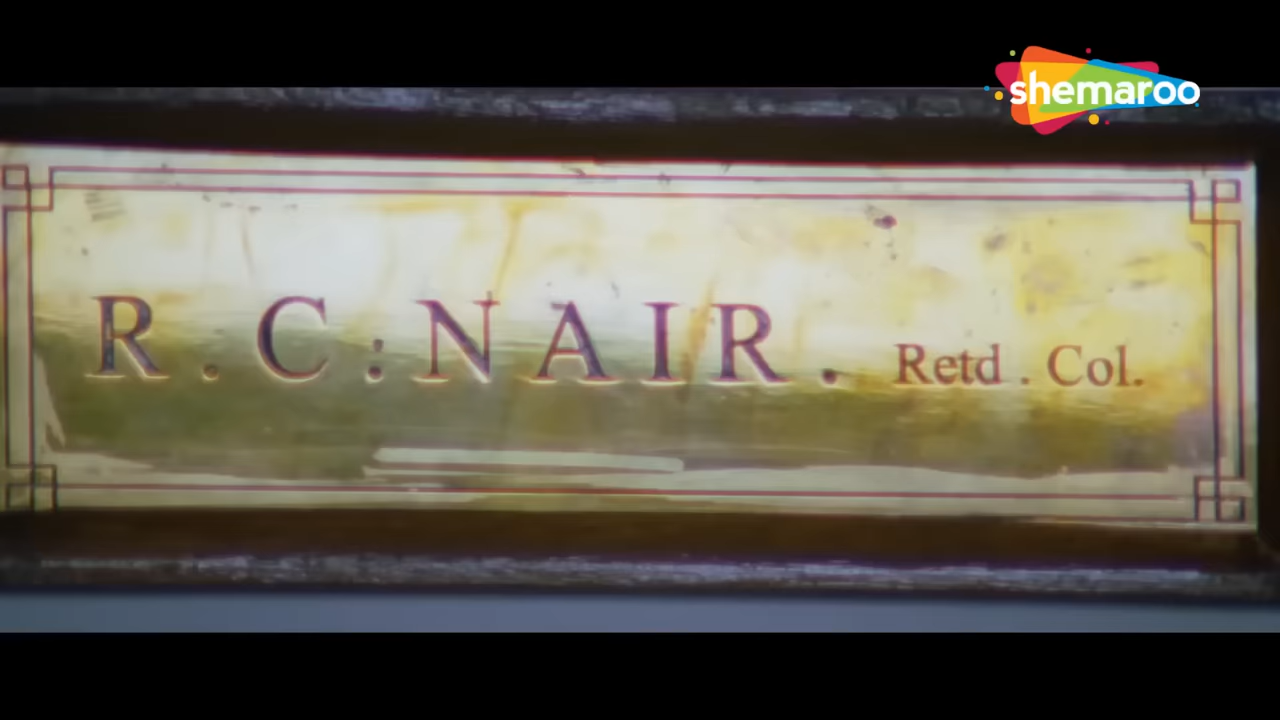 shemaroo
R . C : NAIR . Retd . Col.